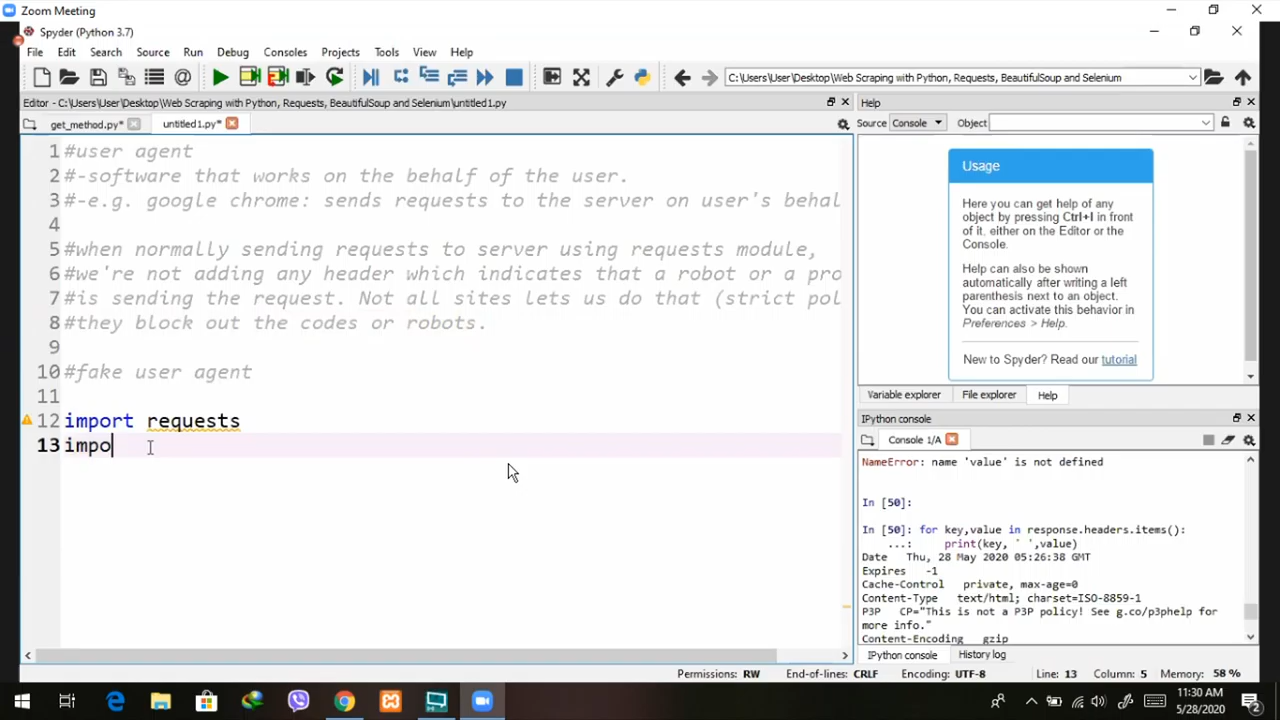 Zoom Meeting
Spyder (Python 3.7)
File Edit Search Source Run Debug Consoles Projects Tools View Help
C:\Users\User\Desktop\Web Scraping with Python, Requests, BeautifulSoup and Selenium
Editor - C:\Users\User\Desktop\Web Scraping with Python, Requests, BeautifulSoup and Selenium\untitled1.py
Help
get_method.py* untitled1.py*
Source Console Object
1 #user agent
2 #-software that works on the behalf of the user.
3 #-e.g. google chrome: sends requests to the server on user's behal
4
5 #when normally sending requests to server using requests module,
6 #we're not adding any header which indicates that a robot or a pro
7 #is sending the request. Not all sites lets us do that (strict pol
8 #they block out the codes or robots.
9
10 #fake user agent
11
12 import requests
13 impo
Usage
Here you can get help of any
object by pressing Ctrl+I in front
of it, either on the Editor or the
Console.
Help can also be shown
automatically after writing a left
parenthesis next to an object.
You can activate this behavior in
Preferences > Help.
New to Spyder? Read our tutorial
Variable explorer File explorer Help
IPython console
Console 1/A
NameError: name 'value' is not defined
In [50]:
In [50]: for key,value in response.headers.items():
...: print(key, ' ',value)
Date Thu, 28 May 2020 05:26:38 GMT
Expires -1
Cache-Control private, max-age=0
Content-Type text/html; charset=ISO-8859-1
P3P CP="This is not a P3P policy! See g.co/p3phelp for
more info."
Content-Encoding gzip
IPython console History log
Permissions: RW End-of-lines: CRLF Encoding: UTF-8 Line: 13 Column: 5 Memory: 58 %
11:30 AM
5/28/2020
2